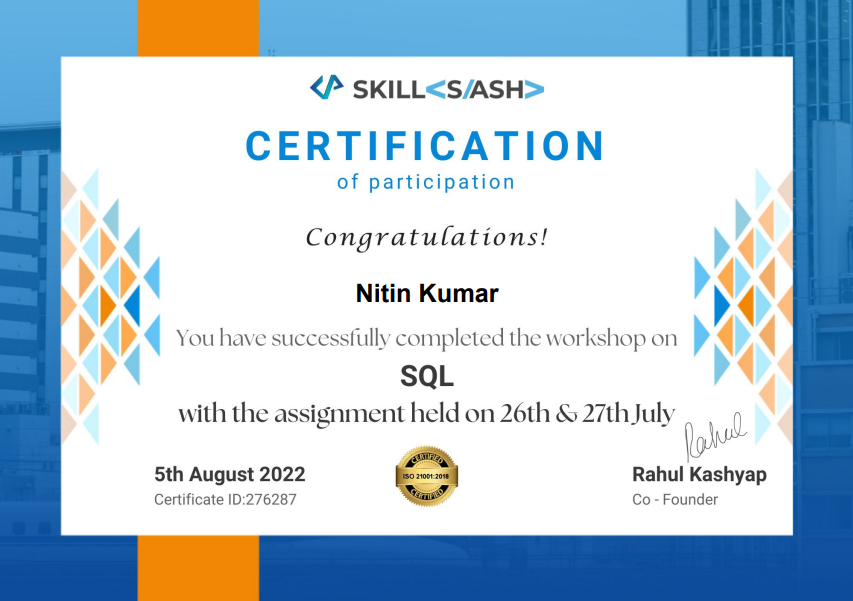 SKILL<S/ASH>
CERTIFICATION
of participation
Congratulations!
Nitin Kumar
You have successfully completed the workshop on
SQL
with the assignment held on 26th & 27th July
Rahul
5th August 2022
Certificate ID:276287
CERTIFIED
ISO 21001:2018
CERTIFIED
Rahul Kashyap
Co - Founder